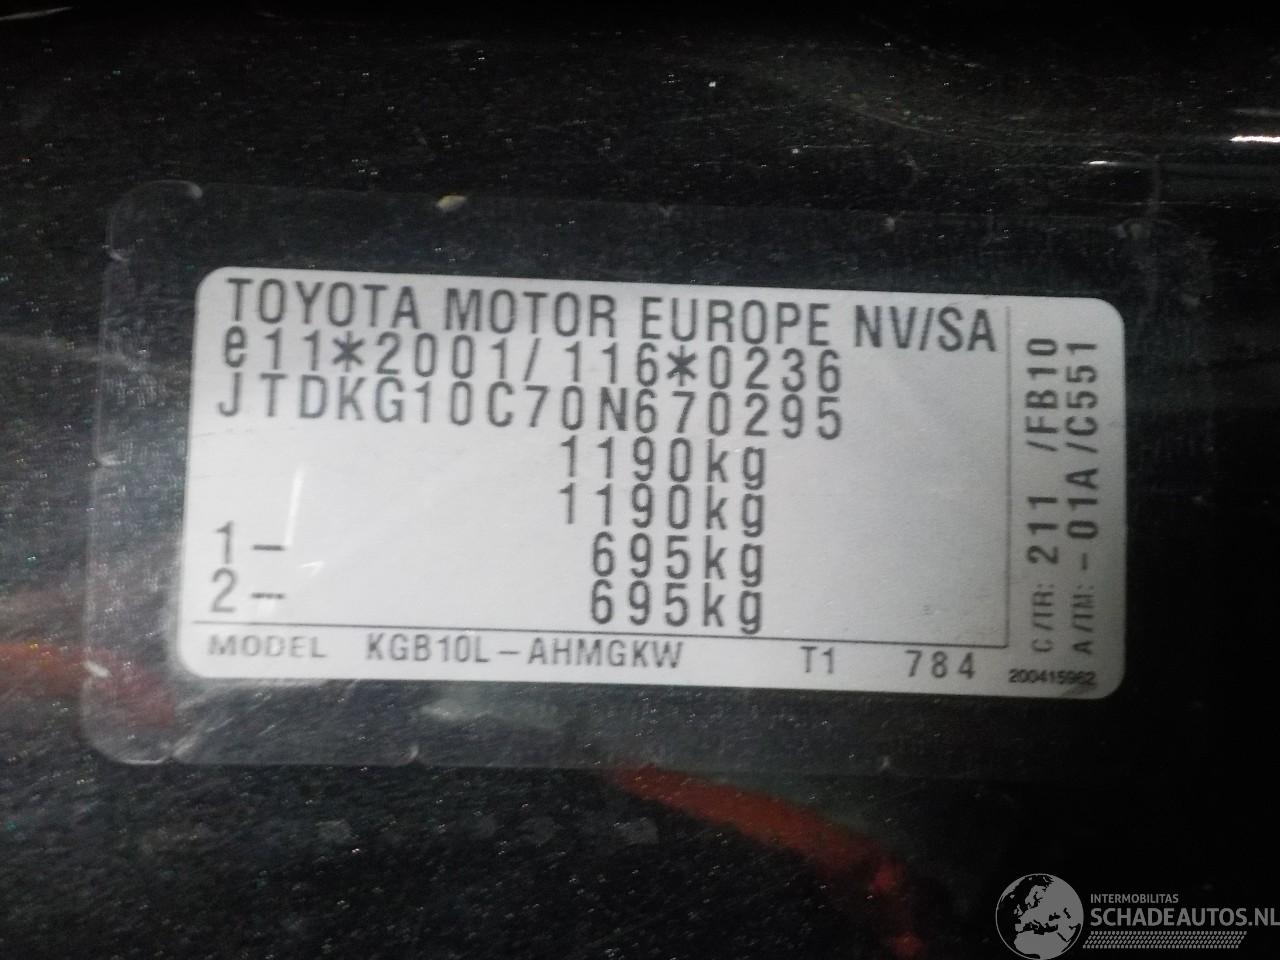 TOYOTA MOTOR EUROPE NV/SA
e11*2001/116*0236
JTDKG10C70N670295
1190kg
1190kg
1- 695kg
2- 695kg
MODEL KGB10L-AHMGKW T1 784
C/TR: 211 /FB10
A/TM: -01A/C551
200415962
INTERMOBILITAS
SCHADEAUTOS.NL